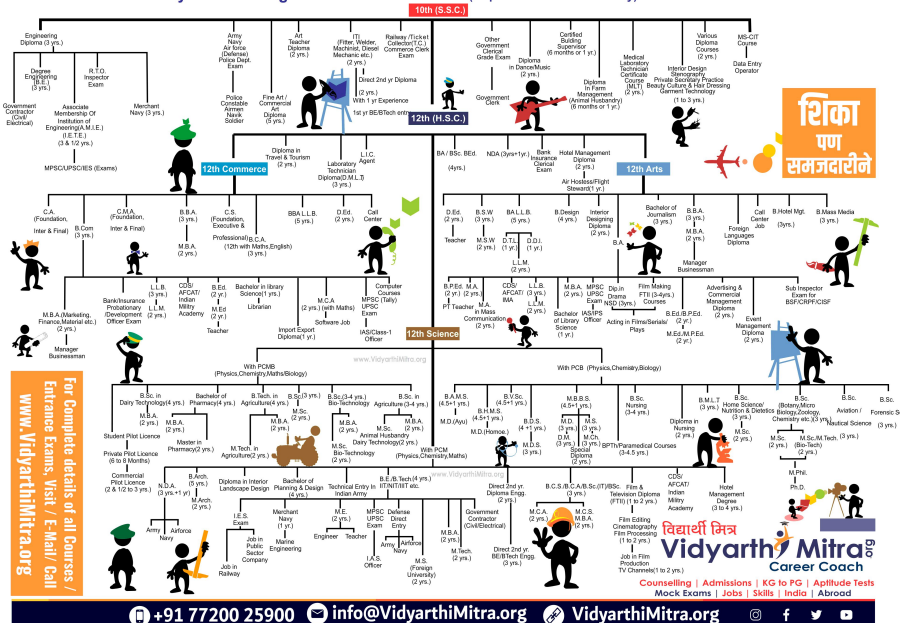 10th (S.S.C.)
Engineering
Diploma (3 yrs.)
Degree
Engineering
(B.E.)
(3 yrs.)
R.T.O.
Inspector
Exam
Government
Contractor
(Civil/
Electrical)
Associate
Membership Of
Institution of
Engineering(A.M.I.E.)
(I.E.T.E.)
(3 & 1/2 yrs.)
MPSC/UPSC/IES (Exams)
Merchant
Navy (3 yrs.)
Army
Navy
Air force
(Defense)
Police Dept.
Exam
Police
Constable
Airmen
Navik
Soldier
Art
Teacher
Diploma
(2 yrs.)
Fine Art /
Commercial
Art
Diploma
(5 yrs.)
ITI
(Fitter, Welder,
Machinist, Diesel
Mechanic etc.)
(2 yrs.)
Direct 2nd yr Diploma
(2 yrs.)
With 1 yr Experience
1st yr BE/BTech entry
Railway /Ticket
Collector(T.C.)
Commerce Clerk
Exam
Other
Government
Clerical
Grade Exam
Government
Clerk
Diploma
in Dance/Music
(2 yrs.)
Certified
Building
Supervisor
(6 months or 1 yr.)
Diploma
In Farm
Management
(Animal Husbandry)
(6 months or 1 yr.)
Medical
Laboratory
Technician
Certificate
Course
(MLT)
(2 yrs.)
Various
Diploma
Courses
(2 yrs.)
Interior Design
Stenography
Private Secretary Practice
Beauty Culture & Hair Dressing
Garment Technology
(1 to 3 yrs.)
MS-CIT
Course
Data Entry
Operator
शिका
पण
समजदारीने
12th (H.S.C.)
12th Commerce
Diploma in
Travel & Tourism
(2 yrs.)
Laboratory
Technician
Diploma(D.M.L.T)
(3 yrs.)
L.I.C.
Agent
BA / BSc. BEd.
(4yrs.)
NDA (3yrs+1yr.)
Bank
Insurance
Clerical
Exam
Hotel Management
Diploma
(2 yrs.)
Air Hostess/Flight
Steward(1 yr.)
12th Arts
C.A.
(Foundation,
Inter & Final)
B.Com
(3 yrs.)
C.M.A.
(Foundation,
Inter & Final)
B.B.A.
(3 yrs.)
M.B.A.
(2 yrs.)
C.S.
(Foundation,
Executive &
Professional)
B.C.A.
(12th with Maths,English)
(3 yrs.)
BBA L.L.B.
(5 yrs.)
D.Ed.
(2 yrs.)
Call
Center
M.B.A.(Marketing,
Finance,Material etc.)
(2 yrs.)
Manager
Businessman
Bank/Insurance
Probationary
/Development
Officer Exam
L.L.B.
(3 yrs.)
L.L.M.
(2 yrs.)
CDS/
AFCAT/
Indian
Military
Academy
B.Ed.
(2 yr.)
M.Ed
(2 yr.)
Teacher
Bachelor in library
Science(1 yrs.)
Librarian
Import Export
Diploma(1 yr.)
M.C.A
(2 yrs.) (with Maths)
Software Job
Computer
Courses
(Tally)
MPSC
UPSC
Exam
IAS/Class-1
Officer
D.Ed.
(2 yrs.)
Teacher
B.S.W
(3 yrs.)
M.S.W
(2 yrs.)
BA L.L.B.
(5 yrs.)
D.T.L.
(1 yr.)
D.D.I.
(1 yr.)
L.L.M.
(2 yrs.)
B.Design
(4 yrs.)
Interior
Designing
Diploma
(2 yrs.)
B.A.
Bachelor of
Journalism
(3 yrs.)
B.B.A.
(3 yrs.)
M.B.A.
(2 yrs.)
Manager
Businessman
Foreign
Languages
Diploma
Call
Center
Job
B.Hotel Mgt.
(3yrs.)
B.Mass Media
(3 yrs.)
B.P.Ed.
(2 yr.)
PT Teacher
M.A.
(2 yrs.)
M.A.
in Mass
Communication
(2 yrs.)
CDS/
AFCAT/
IMA
L.L.B.
(3 yrs.)
L.L.M.
(2 yrs.)
M.B.A.
(2 yrs.)
Bachelor
of Library
Science
(1 yr.)
MPSC
UPSC
Exam
IAS/IPS
Officer
Dip.in
Drama
NSD (3yrs.)
Film Making
FTII (3-4yrs.)
Courses
Acting in Films/Serials/
Plays
B.Ed./B.P.Ed.
(2 yr.)
M.Ed./M.P.Ed.
(2 yr.)
Advertising &
Commercial
Management
Diploma
(2 yrs.)
Event
Management
Diploma
(2 yrs.)
Sub Inspector
Exam for
BSF/CRPF/CISF
12th Science
www.VidyarthiMitra.org
With PCMB
(Physics,Chemistry,Maths/Biology)
With PCB (Physics,Chemistry,Biology)
B.Sc. in
Dairy Technology(4 yrs.)
M.B.A.
(2 yrs.)
Student Pilot Licence
Private Pilot Licence
(6 to 8 Months)
Commercial
Pilot Licence
(2 & 1/2 to 3 yrs.)
Bachelor of
Pharmacy(4 yrs.)
M.B.A.
(2 yrs.)
Master in
Pharmacy(2 yrs.)
B.Tech. in
Agriculture(4 yrs.)
M.B.A.
(2 yrs.)
M.Tech. in
Agriculture(2 yrs.)
B.Sc.(3 yrs.)
M.Sc.
(2 yrs.)
B.Sc.(3-4 yrs.)
Bio-Technology
M.B.A.
(2 yrs.)
M.Sc.
Bio-Technology
(2 yrs.)
B.Sc. in
Agriculture(3-4 yrs.)
M.Sc.
(2 yrs.)
M.B.A.
(2 yrs.)
Animal Husbandary
Dairy Technology(2 yrs.)
With PCM
(Physics,Chemistry,Maths)
B.A.M.S.
(4.5+1yrs.)
M.D.(Ayu)
B.H.M.S.
(4.5+1 yrs.)
M.D.(Homoe.)
B.V.Sc.
(4.5+1yrs.)
B.D.S.
(4 +1 yrs.)
M.D.S.
(3 yrs.)
M.B.B.S.
(4.5+1 yrs.)
M.D.
(3 yrs.)
M.S.
(3 yrs.)
D.M.
(3 yrs.)
M.Ch.
(3 yrs.)
Special
Diploma
(2 yrs.)
B.Sc.
Nursing
(3-4 yrs.)
BPTH/Paramedical Courses
(3-4.5 yrs.)
B.M.L.T
(3 yrs.)
Diploma in
Nursing
(2 yrs.)
B.Sc.
Home Science/
Nutrition & Dietetics
(3 yrs.)
M.Sc.
(2 yrs.)
B.Sc.
(Botany,Micro
Biology,Zoology,
Chemistry etc.)(3 yrs.)
M.Sc.
(2 yrs.)
M.Sc./M.Tech.
(Bio-Tech)
(2 yrs.)
M.Phil.
Ph.D.
B.Sc.
Aviation /
Nautical Science
(3 yrs.)
B.Sc.
Forensic S
(3 yrs.)
www.VidyarthiMitra.org
N.D.A.
(3 yrs.+1 yr)
Army
Navy
Airforce
B.Arch.
(5 yrs.)
M.Arch.
(2 yrs.)
Diploma in Interior
Landscape Design
I.E.S.
Exam
Job in
Public
Sector
Company
Job in
Railway
Bachelor of
Planning & Design
(4 yrs.)
Merchant
Navy
(1 yr.)
Marine
Engineering
Technical Entry In
Indian Army
M.E.
(2 yrs.)
Engineer
Teacher
B.E./B.Tech.(4 yrs.)
IIT/NIT/IIIT etc.
MPSC
UPSC
Exam
I.A.S.
Officer
Defense
Direct
Entry
Army
Navy
Airforce
M.S.
(Foreign
University)
(2 yrs.)
M.B.A.
(2 yrs.)
M.Tech.
(2 yrs.)
Government
Contractor
(Civil/Electrical)
Direct 2nd yr.
Diploma Engg.
(2 yr.)
Direct 2nd yr.
BE/BTech Engg.
(3 yrs.)
B.C.S./B.C.A/B.Sc.(IT)/BSc.
(3 yrs.)
M.C.A.
(2 yrs.)
M.C.S.
M.B.A.
(2 yrs.)
Film &
Television Diploma
(FTII) (1 to 2 yrs.)
Film Editing
Cinematography
Film Processing
(1 to 2 yrs.)
Job in Film
Production
TV Channels(1 to 2 yrs.)
CDS/
AFCAT/
Indian
Military
Academy
Hotel
Management
Degree
(3 to 4 yrs.)
For Complete details of all Courses /
Entrance Exams, Visit / E-Mail/ Call
www.VidyarthiMitra.org
विद्यार्थी मित्र
Vidyarthi Mitra.org
Career Coach
Counselling | Admissions | KG to PG | Aptitude Tests
Mock Exams | Jobs | Skills | India | Abroad
+91 77200 25900 info@VidyarthiMitra.org VidyarthiMitra.org